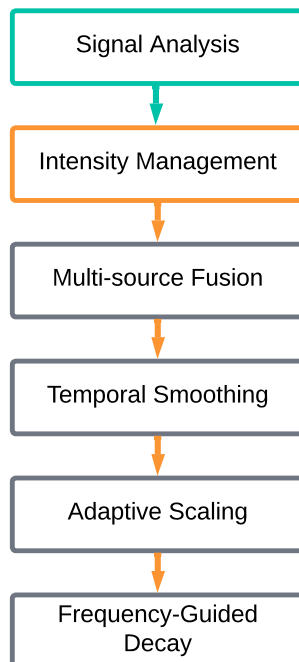 Signal Analysis
Intensity Management
Multi-source Fusion
Temporal Smoothing
Adaptive Scaling
Frequency-Guided
Decay